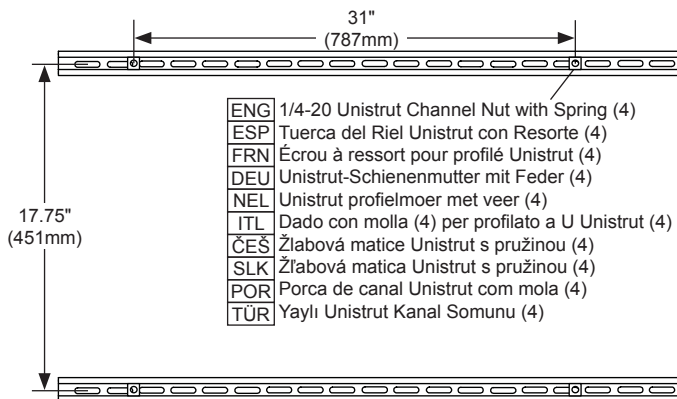 31"
(787mm)
ENG 1/4-20 Unistrut Channel Nut with Spring (4)
ESP Tuerca del Riel Unistrut con Resorte (4)
FRN Écrou à ressort pour profilé Unistrut (4)
DEU Unistrut-Schienenmutter mit Feder (4)
NEL Unistrut profielmoer met veer (4)
ITL Dado con molla (4) per profilato a U Unistrut (4)
ČEŠ Žlabová matice Unistrut s pružinou (4)
SLK Žľabová matica Unistrut s pružinou (4)
POR Porca de canal Unistrut com mola (4)
TÜR Yaylı Unistrut Kanal Somunu (4)
17.75"
(451mm)